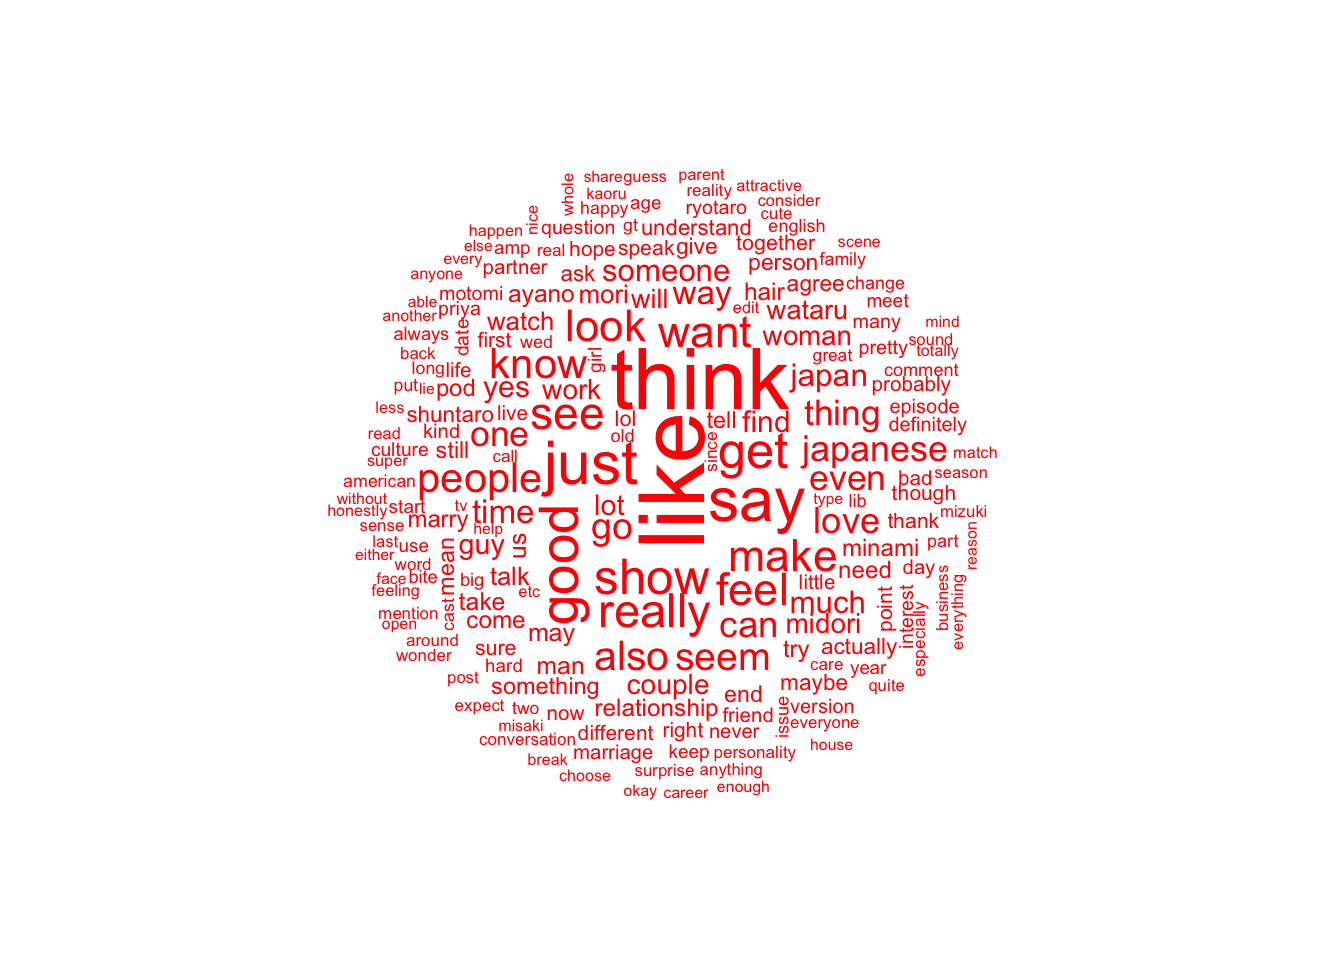 whole shareguess parent
kaoru reality attractive
nice happy age ryotaro consider
cute
happen question gt understand english
else amp real hope speak give together scene
every partner ask someone person family
anyone motomi ayano mori will way hair agree change
able priya edit wataru meet
another date watch look want woman many mind
always first wed great pretty sound
back know girl think totally
long life japan comment
put lie pod yes work probably
less shuntaro live see lol tell find thing episode
read kind one old since definitely
culture still call just like get japanese match
super people even bad season
american type lib though
without start tv time good lot go say love thank mizuki
honestly marry
sense help
last use mean guy us show make minami part reason
either word need day
face bite big talk etc feel little business everything
feeling take really much point interest especially
mention cast come can midori
open may
around sure also seem try actually
wonder hard man care year
post something couple maybe quite
expect two now relationship end issue version
misaki friend everyone
conversation different right never
break marriage keep personality house
choose surprise anything
okay career enough